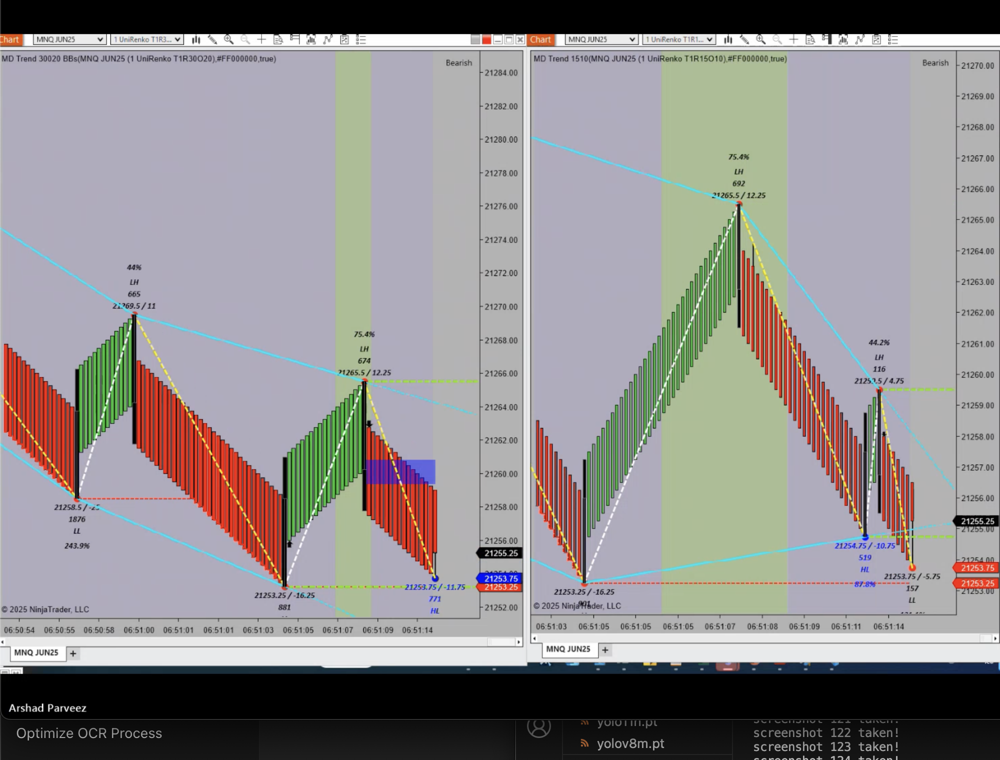 Chart
MNQ JUN25
1 UniRenko T1R3...
MD Trend 30020 BBs(MNQ JUN25 (1 UniRenko T1R30O20),#FF000000,true)
Bearish
21284.00
21282.00
21280.00
21278.00
21276.00
21274.00
21272.00
21270.00
21268.00
21266.00
21264.00
21262.00
21260.00
21258.00
21256.00
21255.25
21253.75
21253.25
21252.00
44%
LH
665
21269.5 / 11
75.4%
LH
674
21265.5 / 12.25
1876
LL
243.9%
21253.25 / -16.25
881
21253.75 / -11.75
771
HL
© 2025 NinjaTrader, LLC
06:50:54
06:50:55
06:50:58
06:51:00
06:51:01
06:51:01
06:51:03
06:51:04
06:51:07
06:51:09
06:51:14
MNQ JUN25
+
Chart
MNQ JUN25
1 UniRenko T1R1...
MD Trend 1510(MNQ JUN25 (1 UniRenko T1R15O10),#FF000000,true)
Bearish
21270.00
21269.00
21268.00
21267.00
21266.00
21265.00
21264.00
21263.00
21262.00
21261.00
21260.00
21259.00
21258.00
21257.00
21256.00
21255.25
21253.75
21253.00
75.4%
LH
692
21265.5 / 12.25
44.2%
LH
116
21259.5 / 4.75
21254.75 / -10.75
519
HL
87.8%
21253.25 / -16.25
21253.75 / -5.75
157
LL
© 2025 NinjaTrader, LLC
06:51:03
06:51:05
06:51:05
06:51:07
06:51:08
06:51:09
06:51:11
06:51:14
MNQ JUN25
+
Arshad Parveez
Optimize OCR Process
yolo11n.pt
yolov8m.pt
screenshot 121 taken!
screenshot 122 taken!
screenshot 123 taken!
screenshot 124 taken!